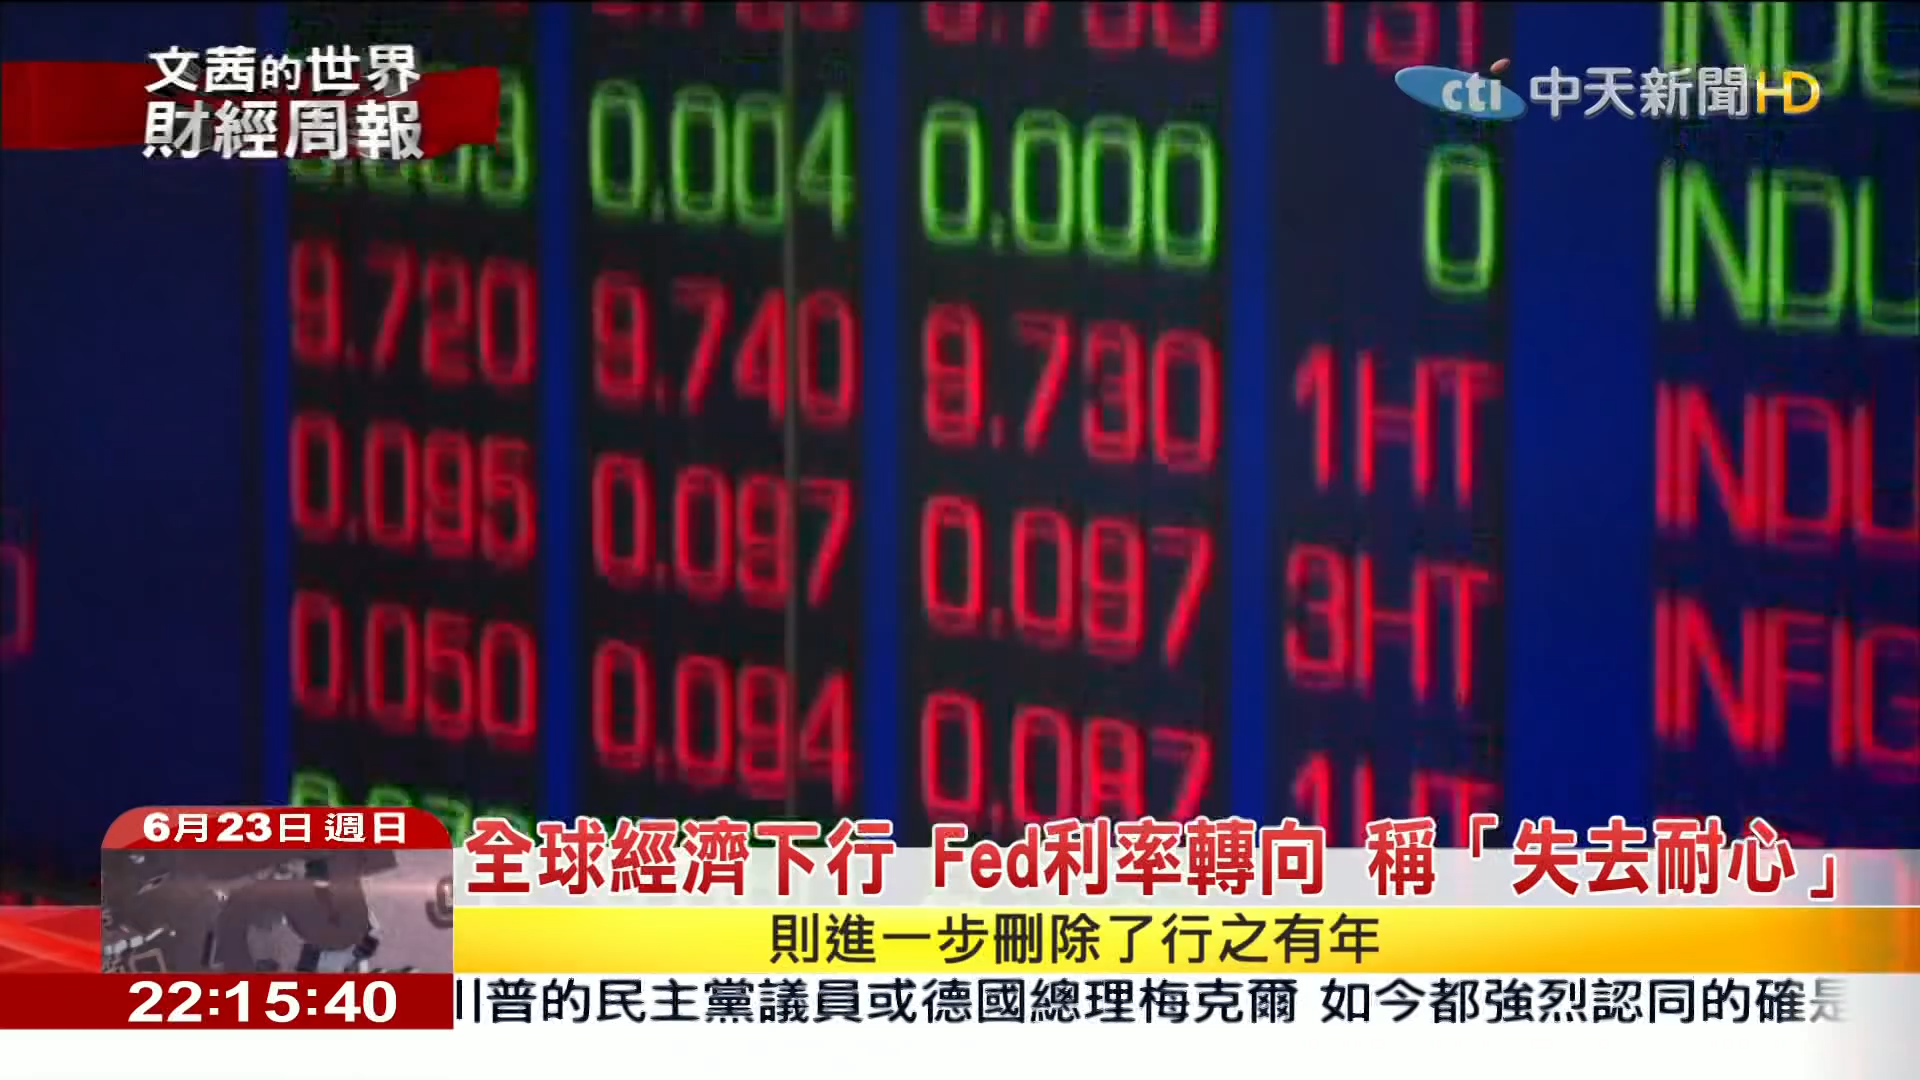 文茜的世界
財經周報
cti 中天新聞HD
0.004 0.000 0 INDU
9.720 9.740 9.730 1HT INDU
0.095 0.097 0.097 3HT INFIG
0.050 0.094 0.087 1HT
6月23日 週日
全球經濟下行 Fed利率轉向 稱「失去耐心」
則進一步刪除了行之有年
22:15:40
川普的民主黨議員或德國總理梅克爾 如今都強烈認同的確是